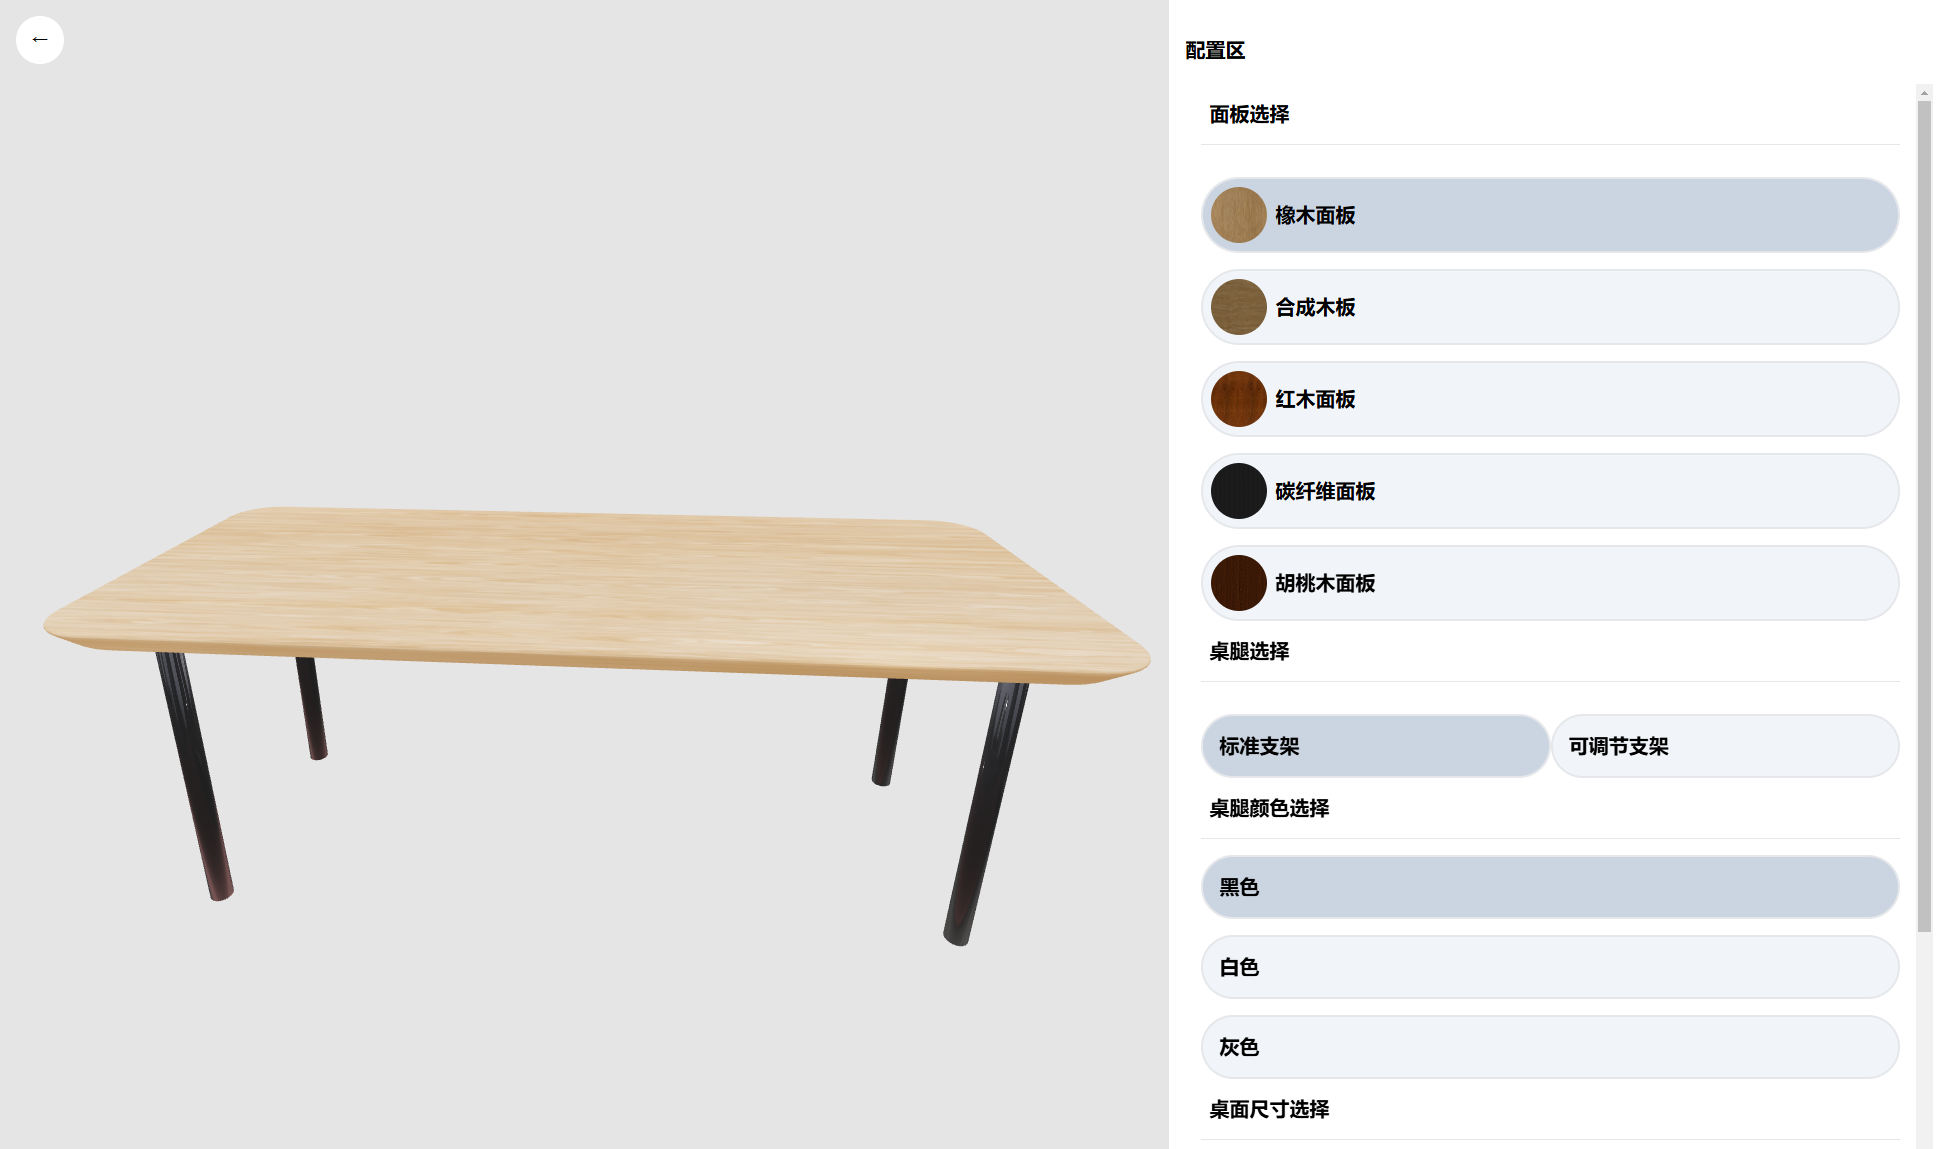 ←
配置区
面板选择
橡木面板
合成木板
红木面板
碳纤维面板
胡桃木面板
桌腿选择
标准支架
可调节支架
桌腿颜色选择
黑色
白色
灰色
桌面尺寸选择